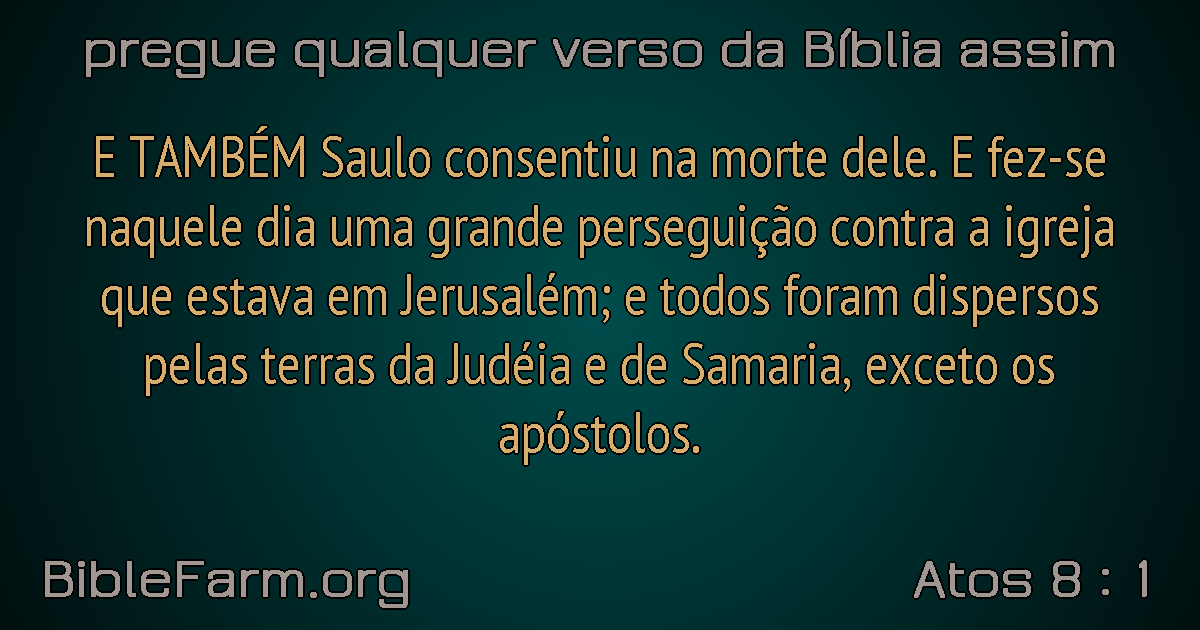 pregue qualquer verso da Bíblia assim
E TAMBÉM Saulo consentiu na morte dele. E fez-se
naquele dia uma grande perseguição contra a igreja
que estava em Jerusalém; e todos foram dispersos
pelas terras da Judéia e de Samaria, exceto os
apóstolos.
BibleFarm.org
Atos 8 : 1